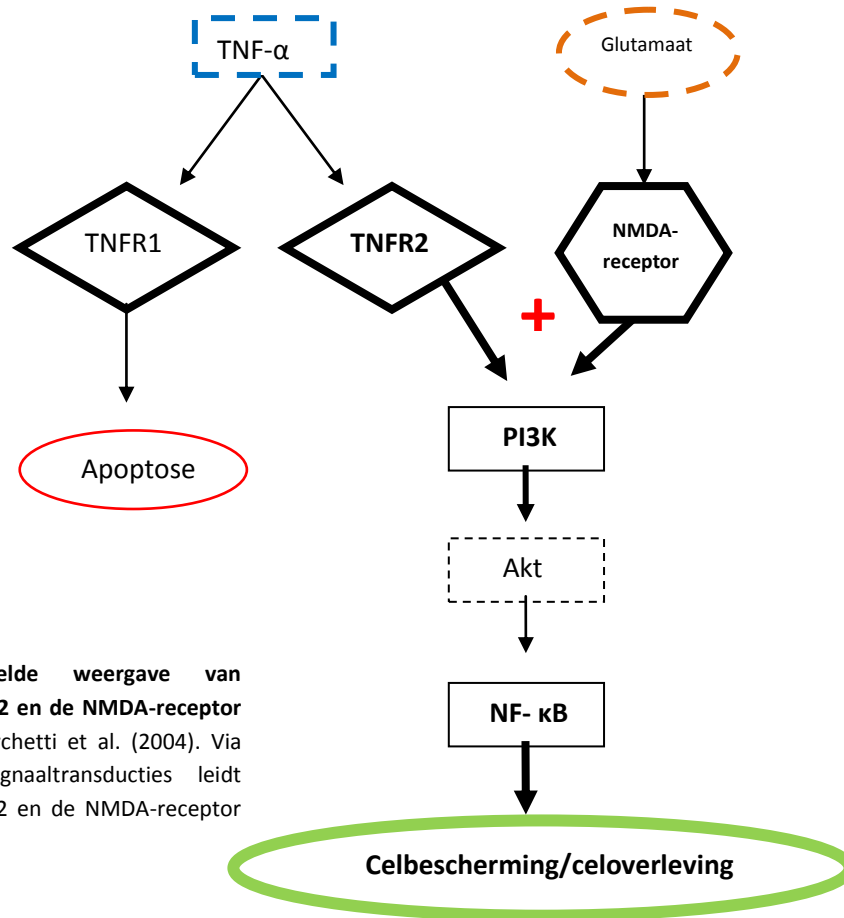 TNF-α
Glutamaat
TNFR1
TNFR2
NMDA-
receptor
+
PI3K
Apoptose
Akt
NF- κB
elde weergave van
2 en de NMDA-receptor
rchetti et al. (2004). Via
gnaaltransducties leidt
2 en de NMDA-receptor
Celbescherming/celoverleving